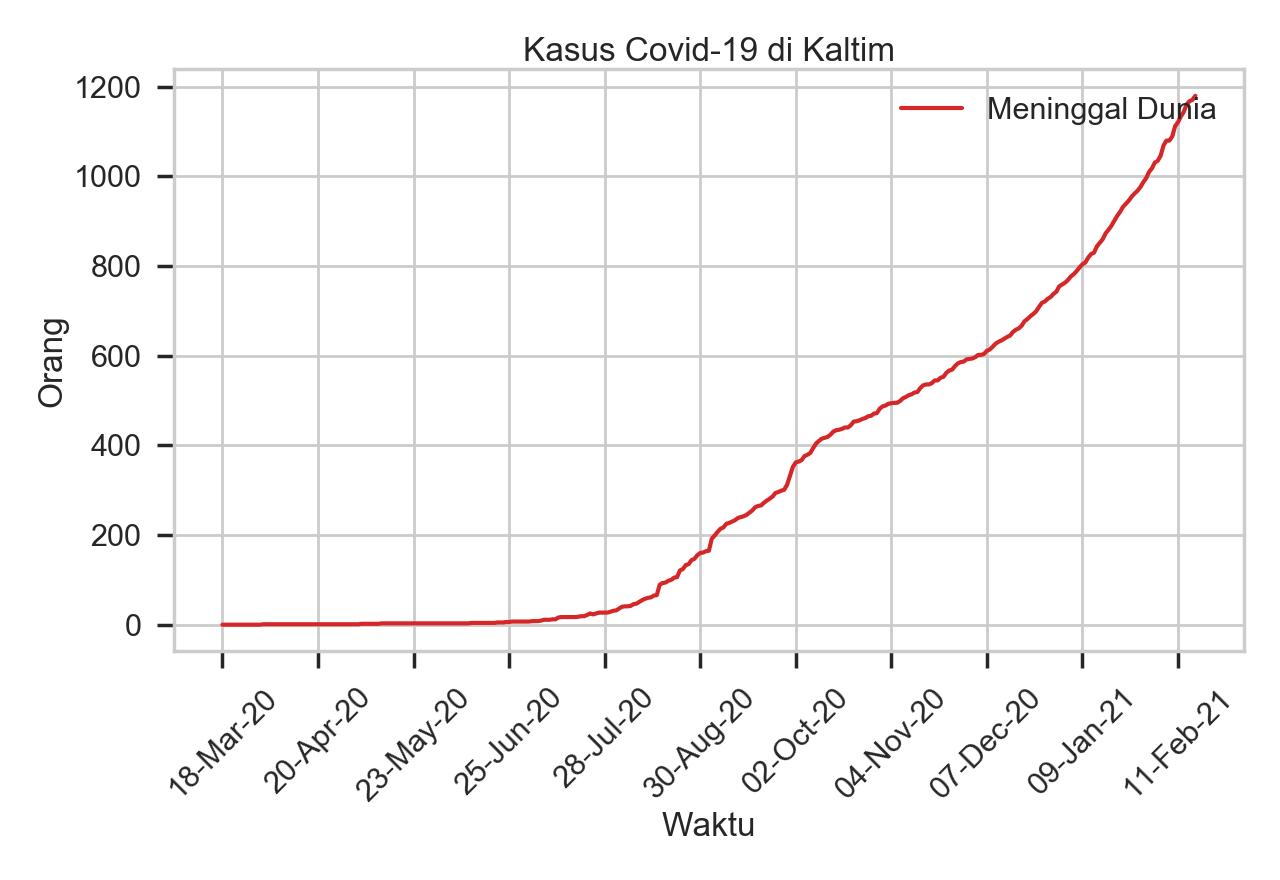 Kasus Covid-19 di Kaltim
Meninggal Dunia
1200
1000
800
600
400
200
0
Orang
18-Mar-20
20-Apr-20
23-May-20
25-Jun-20
28-Jul-20
30-Aug-20
02-Oct-20
04-Nov-20
07-Dec-20
09-Jan-21
11-Feb-21
Waktu